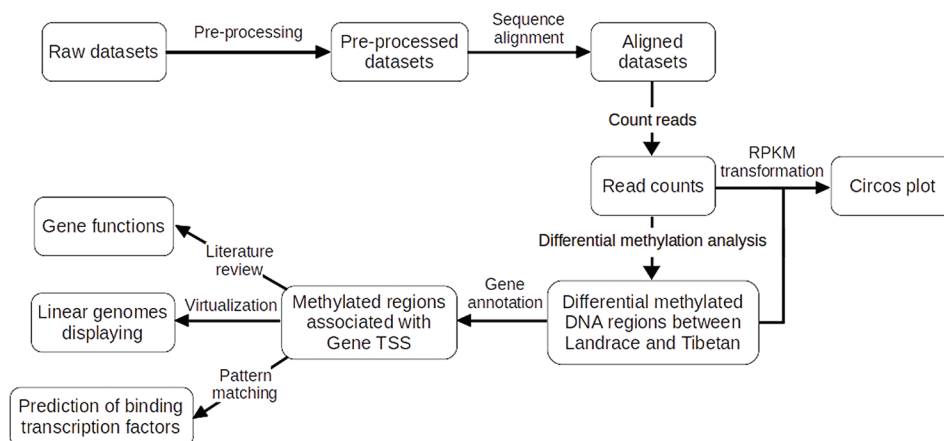 Raw datasets
Pre-processing
Pre-processed
datasets
Sequence
alignment
Aligned
datasets
Count reads
Read counts
RPKM
transformation
Circos plot
Differential methylation analysis
Differential methylated
DNA regions between
Landrace and Tibetan
Gene
annotation
Methylated regions
associated with
Gene TSS
Literature
review
Gene functions
Virtualization
Linear genomes
displaying
Pattern
matching
Prediction of binding
transcription factors